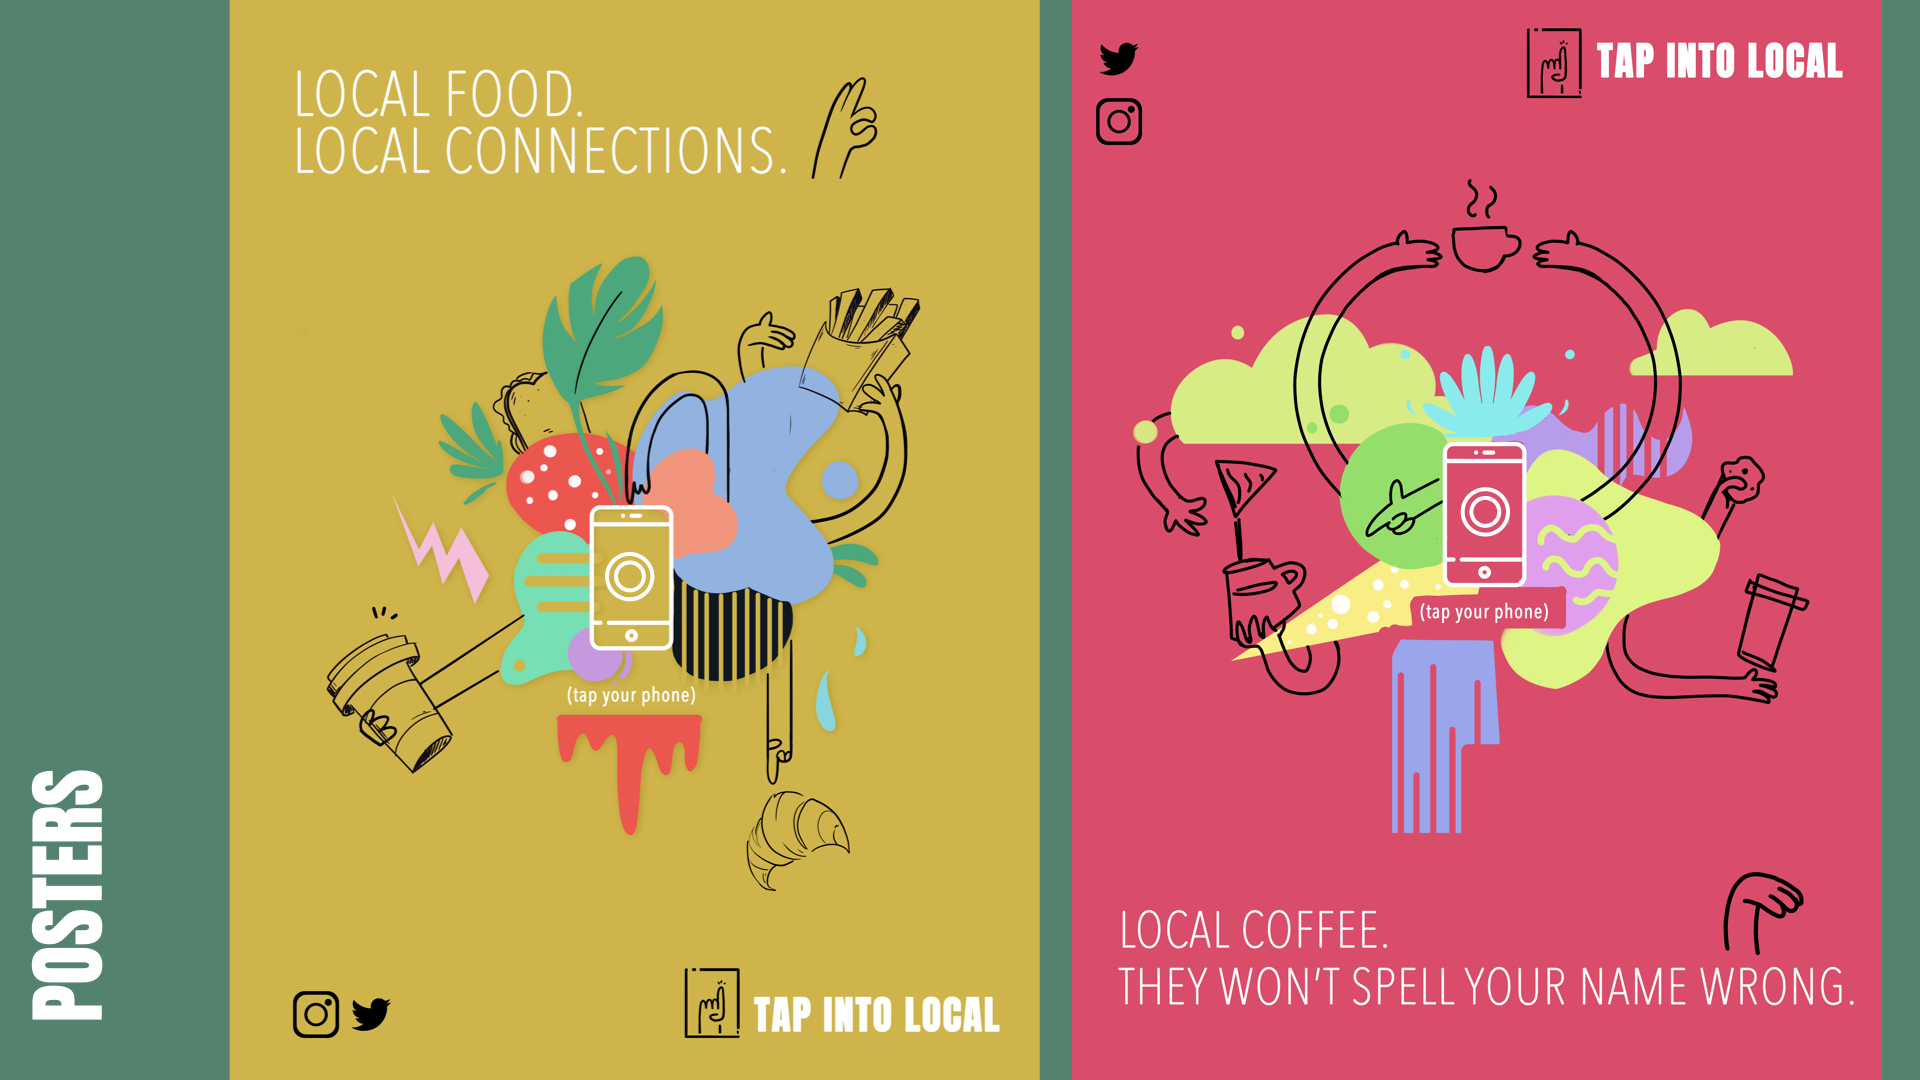 POSTERS
LOCAL FOOD.
LOCAL CONNECTIONS.
(tap your phone)
TAP INTO LOCAL
TAP INTO LOCAL
(tap your phone)
LOCAL COFFEE.
THEY WON'T SPELL YOUR NAME WRONG.